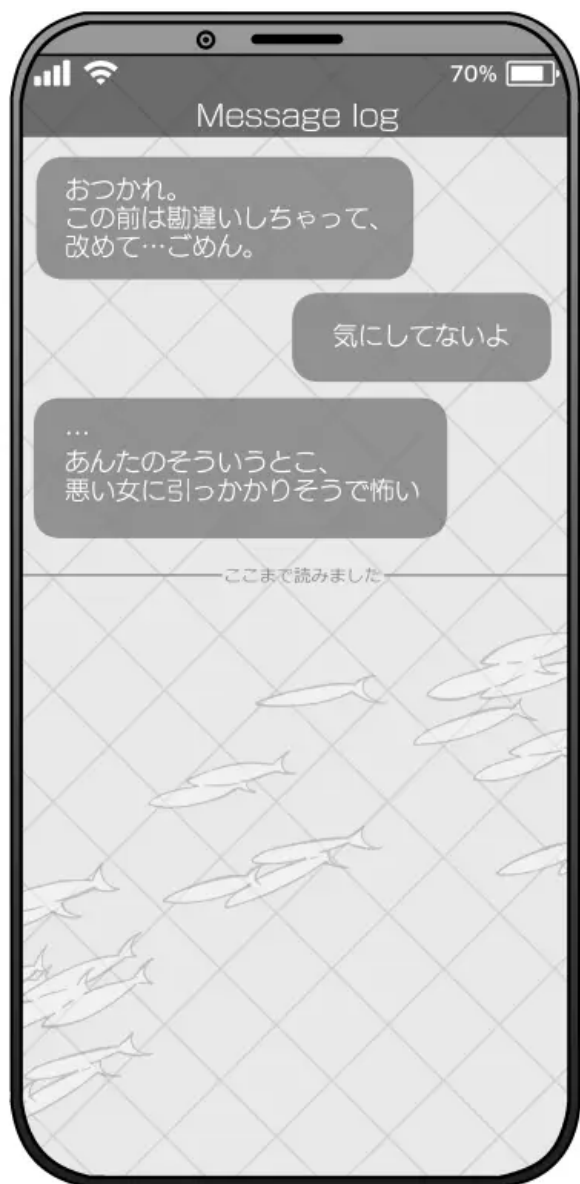 70%
Message log
おつかれ。
この前は勘違いしちゃって、
改めて…ごめん。
気にしてないよ
…
あんたのそういうとこ、
悪い女に引っかかりそうで怖い
ここまで読みました